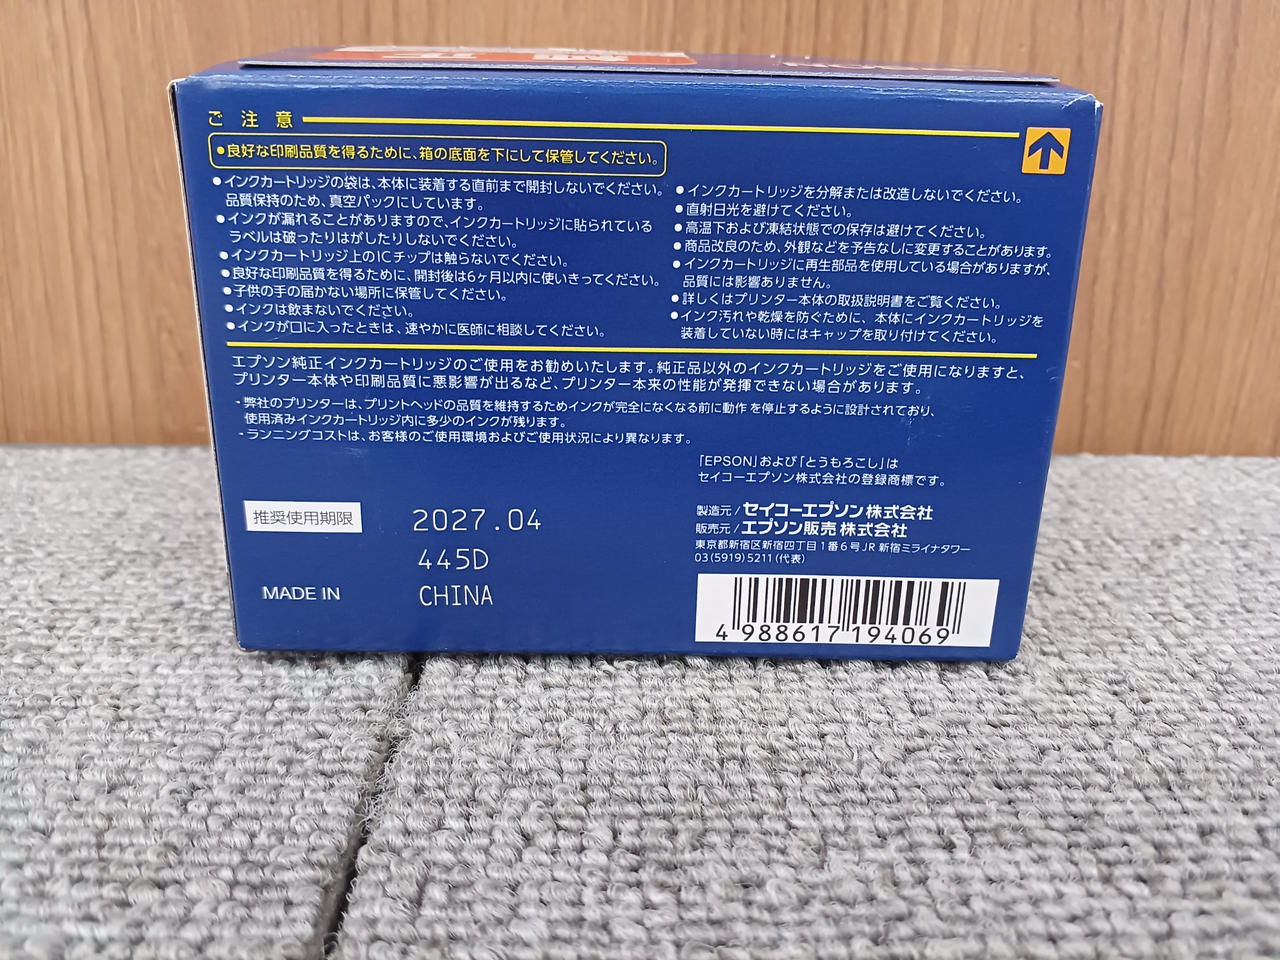 ご注意
•良好な印刷品質を得るために、箱の底面を下にして保管してください。
●インクカートリッジの袋は、本体に装着する直前まで開封しないでください。
品質保持のため、真空パックにしています。
●インクが漏れることがありますので、インクカートリッジに貼られている
ラベルは破ったりはがしたりしないでください。
●インクカートリッジ上のICチップは触らないでください。
●良好な印刷品質を得るために、開封後は6ヶ月以内に使いきってください。
●子供の手の届かない場所に保管してください。
●インクは飲まないでください。
●インクが口に入ったときは、速やかに医師に相談してください。
●インクカートリッジを分解または改造しないでください。
●直射日光を避けてください。
●高温下および凍結状態での保存は避けてください。
●商品改良のため、外観などを予告なしに変更することがあります。
●インクカートリッジに再生部品を使用している場合がありますが、
品質には影響ありません。
●詳しくはプリンター本体の取扱説明書をご覧ください。
●インク汚れや乾燥を防ぐために、本体にインクカートリッジを
装着していない時にはキャップを取り付けてください。
エプソン純正インクカートリッジのご使用をお勧めいたします。純正品以外のインクカートリッジをご使用になりますと、
プリンター本体や印刷品質に悪影響が出るなど、プリンター本来の性能が発揮できない場合があります。
-弊社のプリンターは、プリントヘッドの品質を維持するためインクが完全になくなる前に動作を停止するように設計されており、
使用済みインクカートリッジ内に多少のインクが残ります。
-ランニングコストは、お客様のご使用環境およびご使用状況により異なります。
「EPSON」および「とうもろこし」は
セイコーエプソン株式会社の登録商標です。
推奨使用期限 2027.04
445D
MADE IN CHINA
製造元/セイコーエプソン株式会社
販売元/エプソン販売株式会社
東京都新宿区新宿四丁目1番6号JR新宿ミライナタワー
03(5919)5211(代表)
4 988617 194069